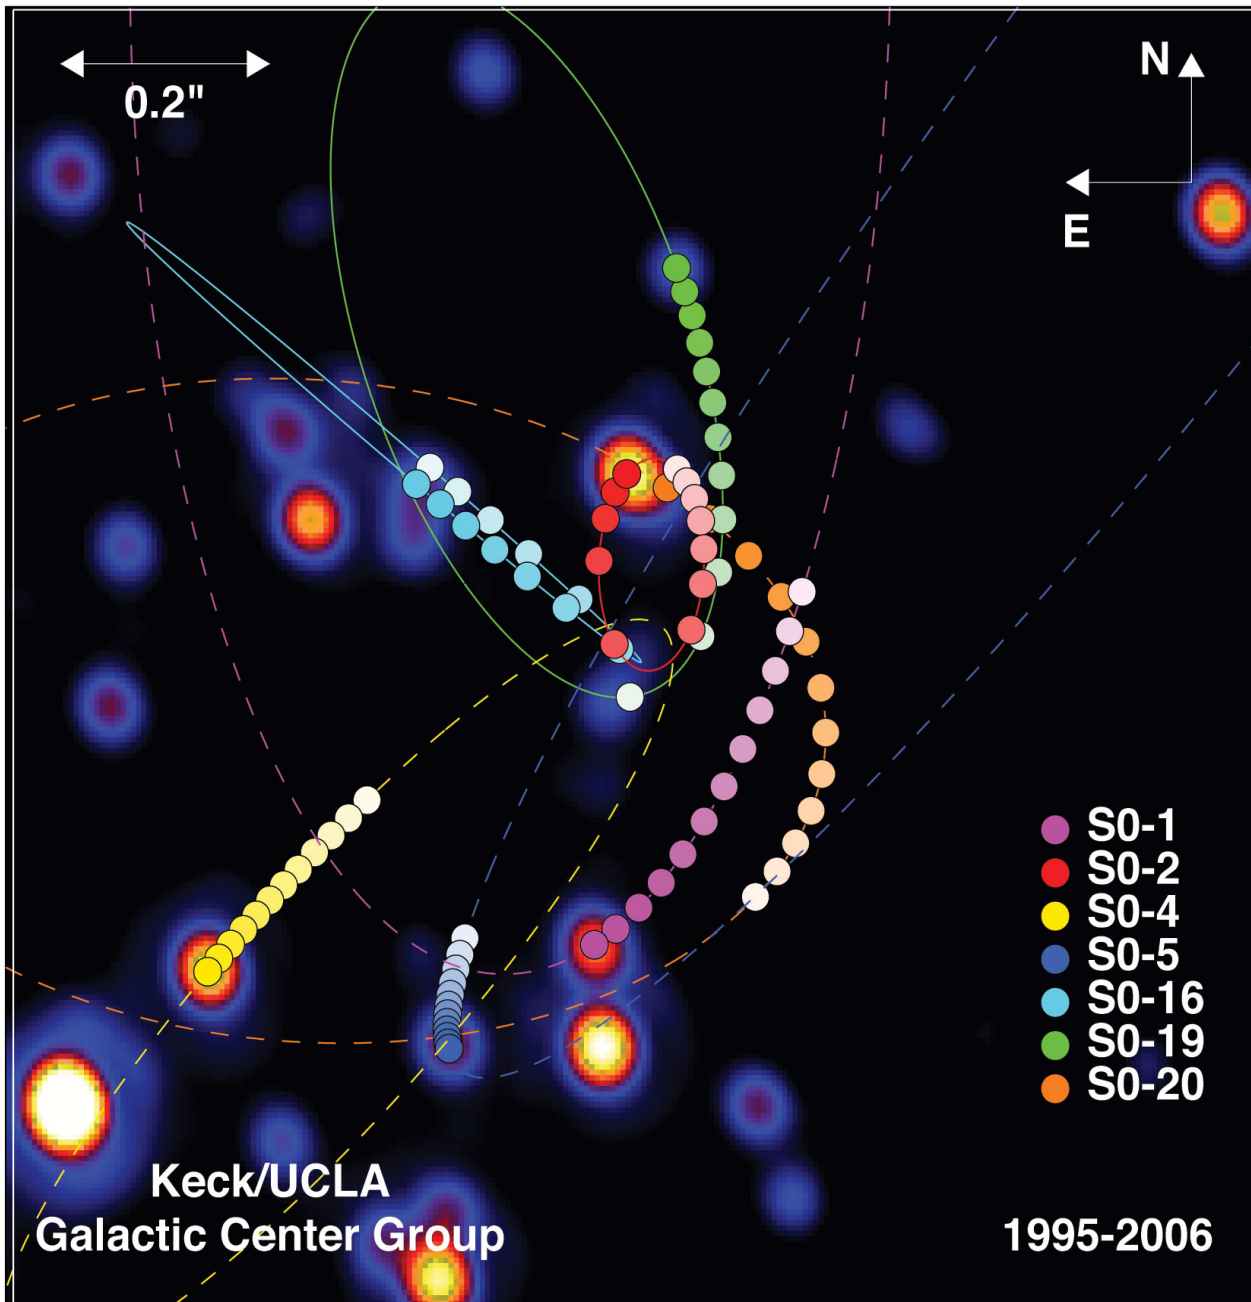 0.2"
N
E
S0-1
S0-2
S0-4
S0-5
S0-16
S0-19
S0-20
Keck/UCLA
Galactic Center Group
1995-2006